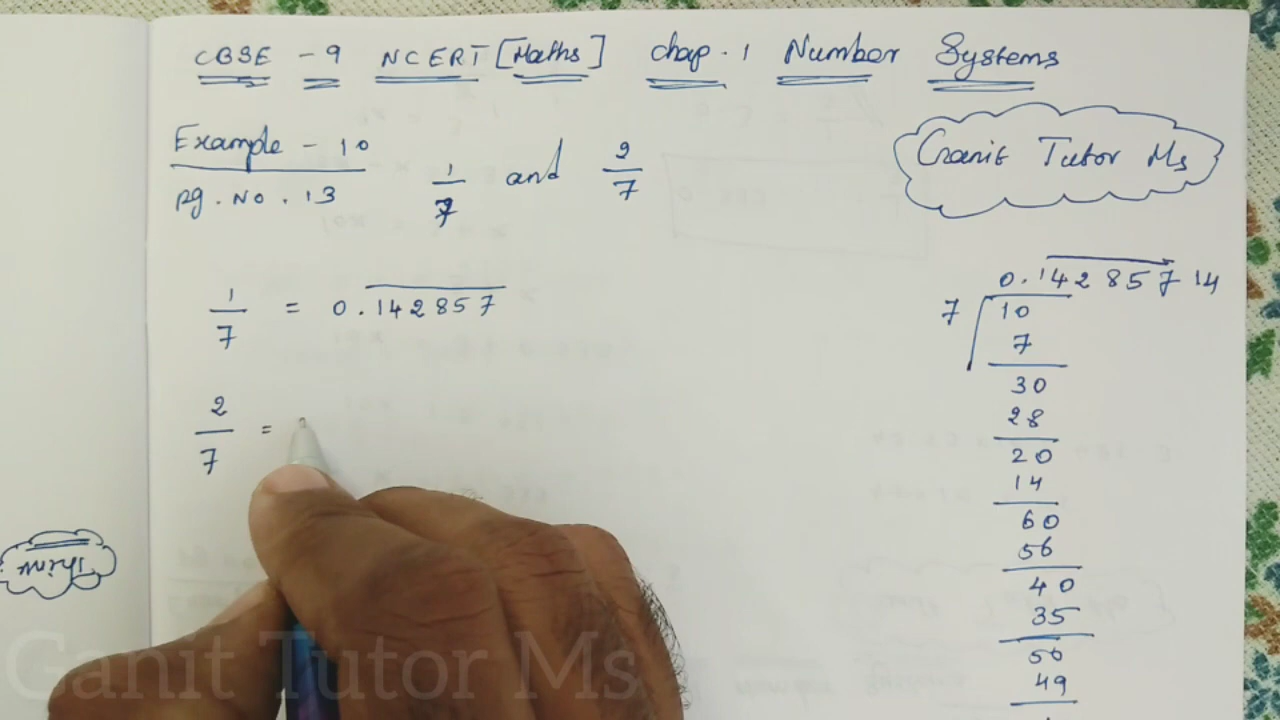 CBSE - 9 NCERT [Maths] chap. 1 Number Systems
Example - 10
pg. No. 13
1/7 and 2/7
Ganit Tutor Ms
1/7 = 0.142857
2/7 =
0.142857 14
7 10
7
30
28
20
14
60
56
40
35
50
49
Think
Ganit Tutor Ms